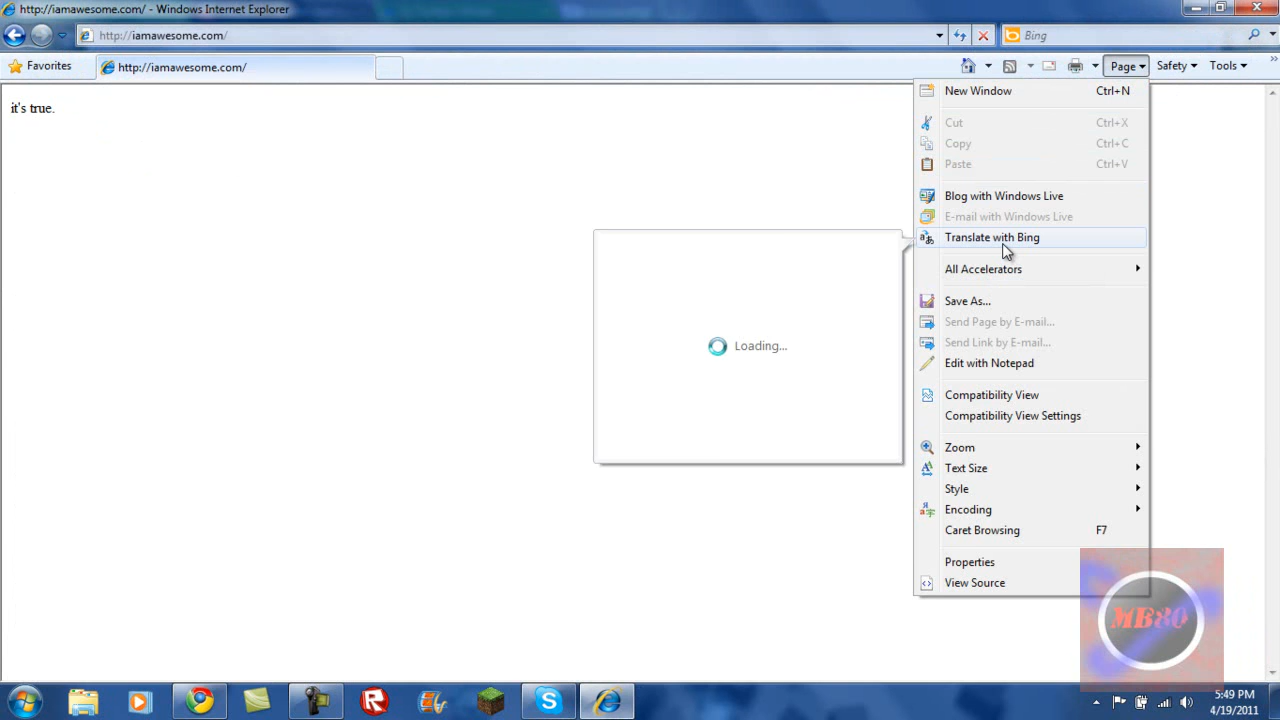 http://iamawesome.com/ - Windows Internet Explorer
http://iamawesome.com/
Bing
Favorites
http://iamawesome.com/
Page
Safety
Tools
»
it's true.
New Window Ctrl+N
Cut Ctrl+X
Copy Ctrl+C
Paste Ctrl+V
Blog with Windows Live
E-mail with Windows Live
Translate with Bing
All Accelerators
Loading...
Save As...
Send Page by E-mail...
Send Link by E-mail...
Edit with Notepad
Compatibility View
Compatibility View Settings
Zoom
Text Size
Style
Encoding
Caret Browsing F7
Properties
View Source
MB80
5:49 PM
4/19/2011